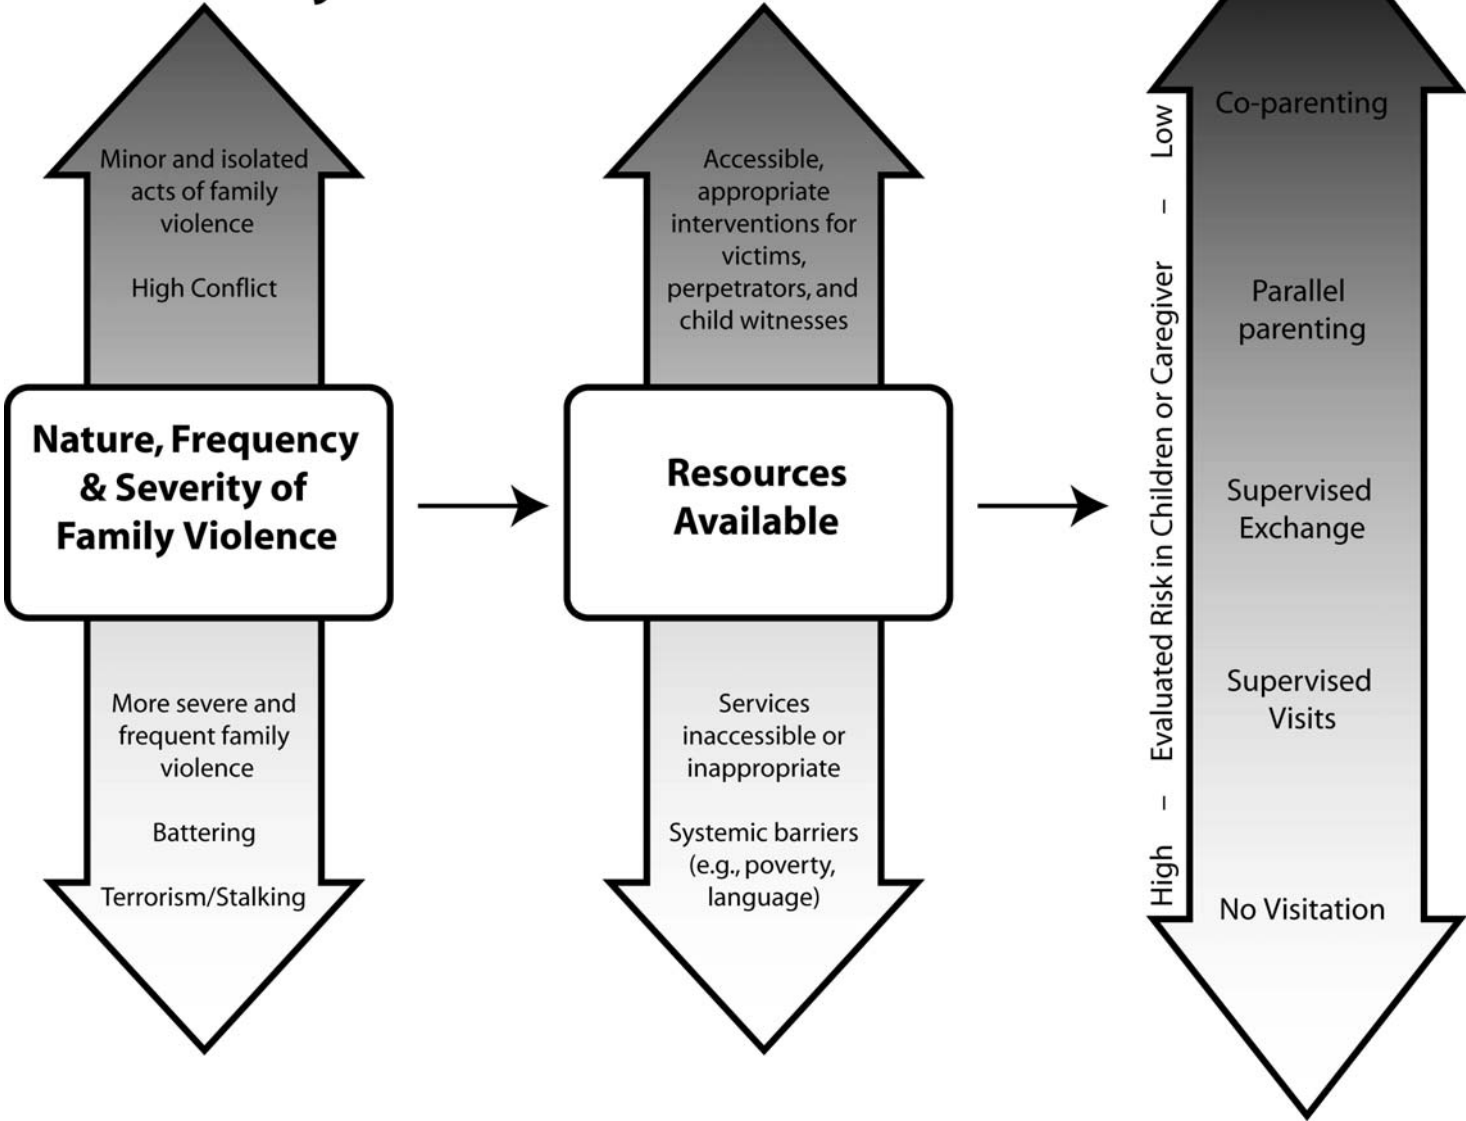 Minor and isolated
acts of family
violence
High Conflict
Nature, Frequency
& Severity of
Family Violence
More severe and
frequent family
violence
Battering
Terrorism/Stalking
Accessible,
appropriate
interventions for
victims,
perpetrators, and
child witnesses
Resources
Available
Services
inaccessible or
inappropriate
Systemic barriers
(e.g., poverty,
language)
High – Evaluated Risk in Children or Caregiver – Low
Co-parenting
Parallel
parenting
Supervised
Exchange
Supervised
Visits
No Visitation